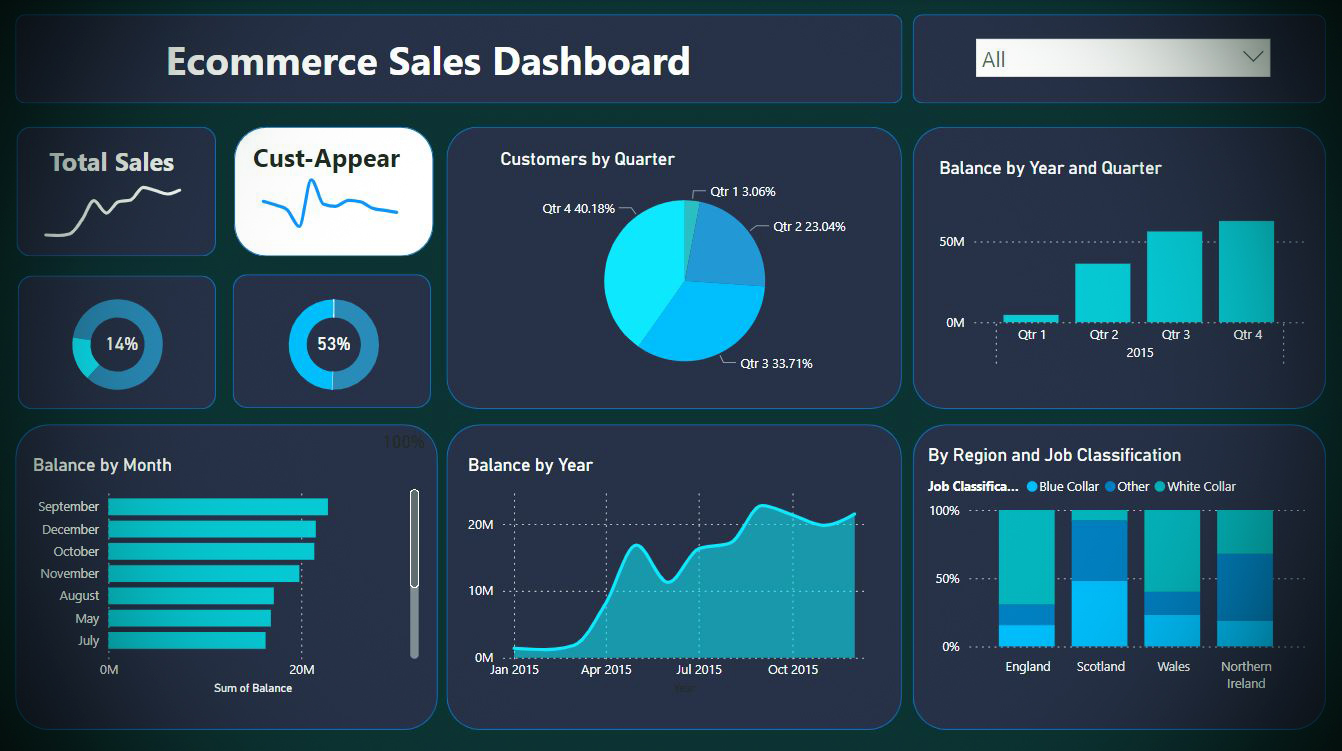 Ecommerce Sales Dashboard
All
Total Sales
Cust-Appear
14%
53%
Customers by Quarter
Qtr 1 3.06%
Qtr 4 40.18%
Qtr 2 23.04%
Qtr 3 33.71%
Balance by Year and Quarter
50M
0M
Qtr 1 Qtr 2 Qtr 3 Qtr 4
2015
100%
Balance by Month
September
December
October
November
August
May
July
0M 20M
Sum of Balance
Balance by Year
20M
10M
0M
Jan 2015 Apr 2015 Jul 2015 Oct 2015
Year
By Region and Job Classification
Job Classifica... Blue Collar Other White Collar
100%
50%
0%
England Scotland Wales Northern
Ireland